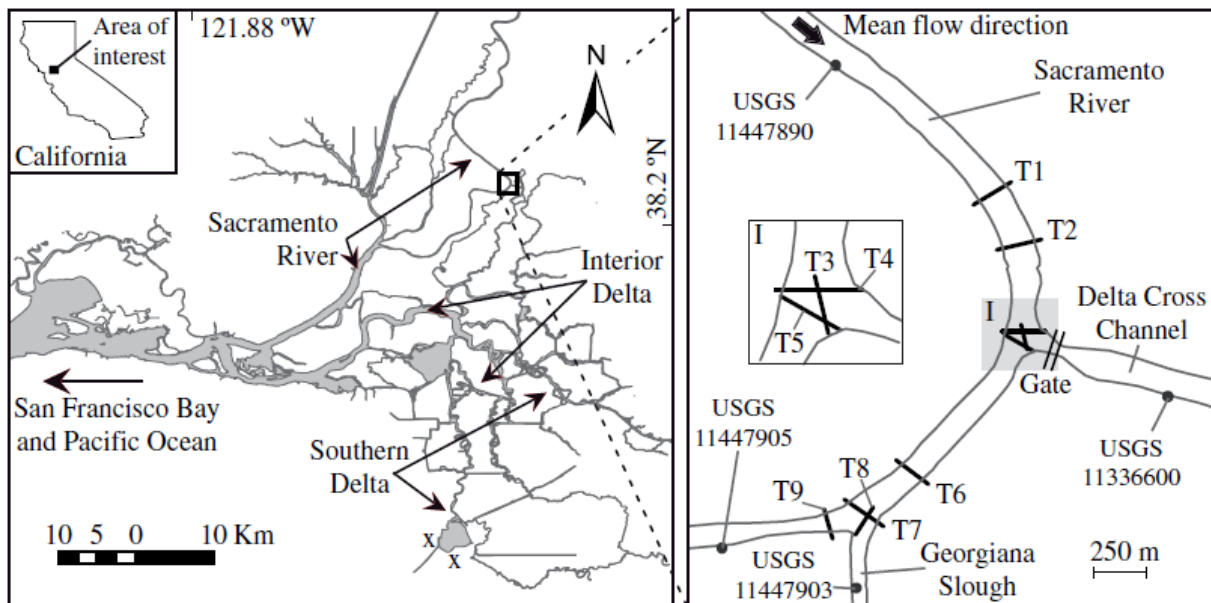 121.88 ºW
Area of
interest
California
N
38.2 ºN
Sacramento
River
Interior
Delta
San Francisco Bay
and Pacific Ocean
Southern
Delta
10 5 0 10 Km
x
x
Mean flow direction
USGS
11447890
Sacramento
River
T1
T2
I
T3
T4
T5
I
Delta Cross
Channel
Gate
USGS
11447905
USGS
11336600
T9
T8
T6
T7
USGS
11447903
Georgiana
Slough
250 m